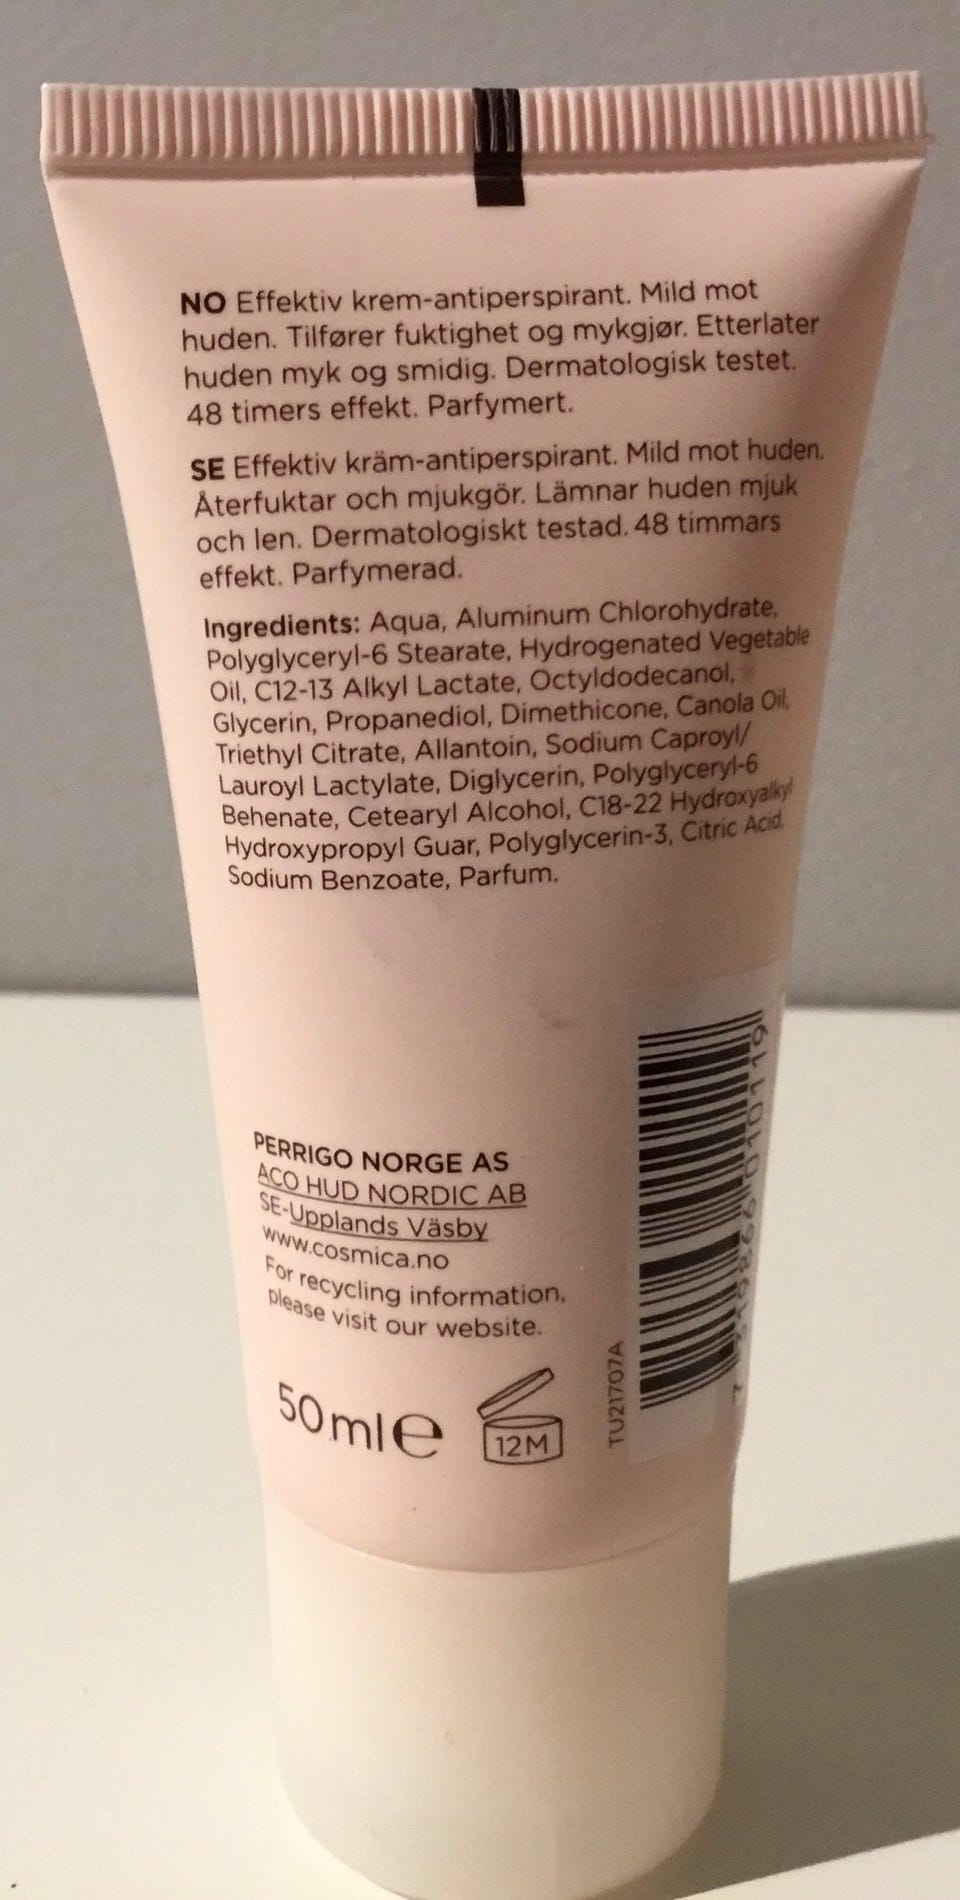 NO Effektiv krem-antiperspirant. Mild mot
huden. Tilfører fuktighet og mykgjør. Etterlater
huden myk og smidig. Dermatologisk testet.
48 timers effekt. Parfymert.
SE Effektiv kräm-antiperspirant. Mild mot huden.
Återfuktar och mjukgör. Lämnar huden mjuk
och len. Dermatologiskt testad. 48 timmars
effekt. Parfymerad.
Ingredients: Aqua, Aluminum Chlorohydrate,
Polyglyceryl-6 Stearate, Hydrogenated Vegetable
Oil, C12-13 Alkyl Lactate, Octyldodecanol,
Glycerin, Propanediol, Dimethicone, Canola Oil,
Triethyl Citrate, Allantoin, Sodium Caproyl/
Lauroyl Lactylate, Diglycerin, Polyglyceryl-6
Behenate, Cetearyl Alcohol, C18-22 Hydroxyalkyl
Hydroxypropyl Guar, Polyglycerin-3, Citric Acid,
Sodium Benzoate, Parfum.
PERRIGO NORGE AS
ACO HUD NORDIC AB
SE-Upplands Väsby
www.cosmica.no
For recycling information,
please visit our website.
50 ml e
12M
TU21707A